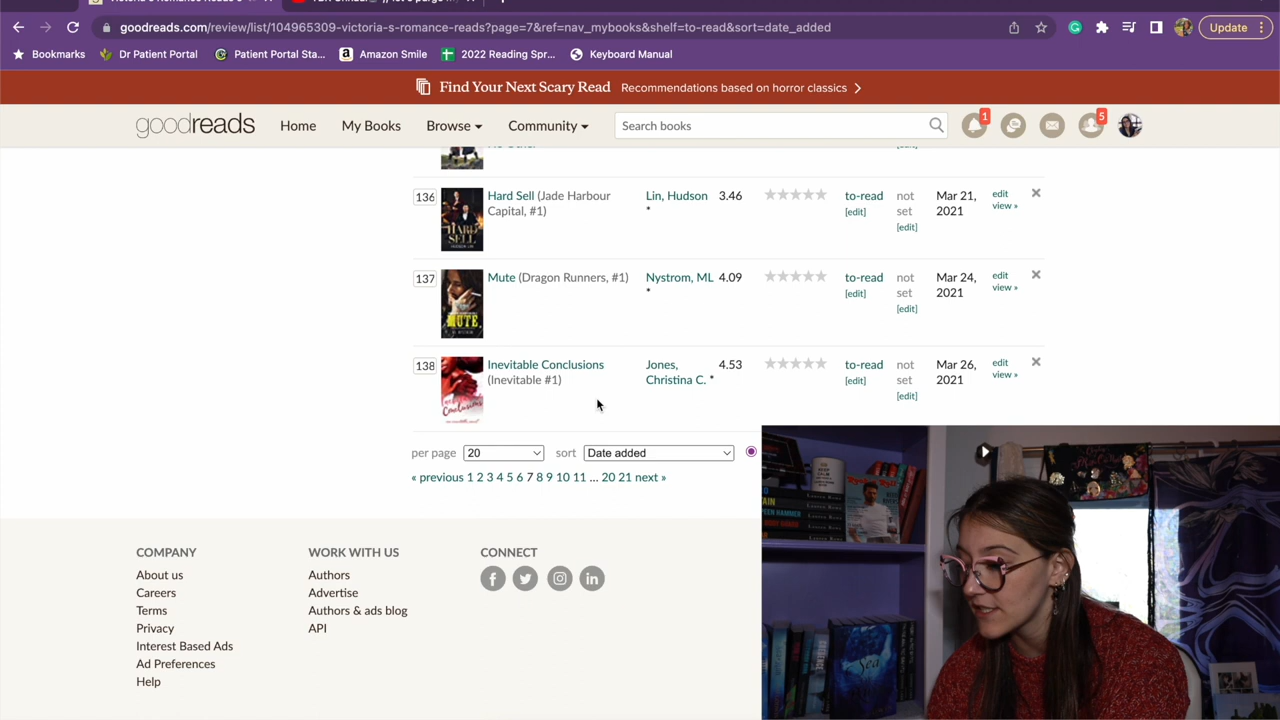 goodreads.com/review/list/104965309-victoria-s-romance-reads?page=7&ref=nav_mybooks&shelf=to-read&sort=date_added
Update
Bookmarks Dr Patient Portal Patient Portal Sta... Amazon Smile 2022 Reading Spr... Keyboard Manual
Find Your Next Scary Read Recommendations based on horror classics
goodreads Home My Books Browse Community Search books 1 5
136 Hard Sell (Jade Harbour Lin, Hudson 3.46 to-read not Mar 21, edit
Capital, #1) * [edit] set 2021 view »
[edit]
HARD
SELL
137 Mute (Dragon Runners, #1) Nystrom, ML 4.09 to-read not Mar 24, edit
* [edit] set 2021 view »
[edit]
MUTE
138 Inevitable Conclusions Jones, 4.53 to-read not Mar 26, edit
(Inevitable #1) Christina C. * [edit] set 2021 view »
[edit]
Conclusions
per page 20 sort Date added
« previous 1 2 3 4 5 6 7 8 9 10 11 ... 20 21 next »
COMPANY WORK WITH US CONNECT
About us Authors
Careers Advertise
Terms Authors & ads blog
Privacy API
Interest Based Ads
Ad Preferences
Help
Sea